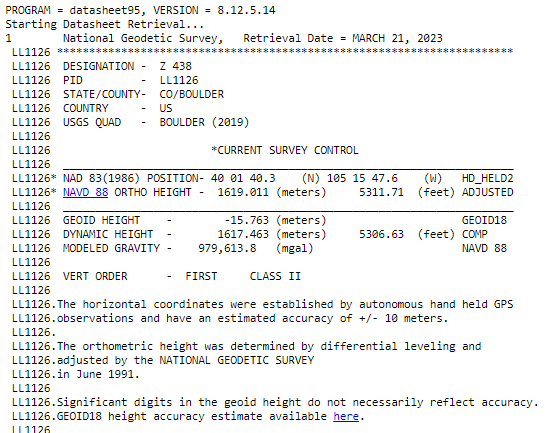 PROGRAM = datasheet95, VERSION = 8.12.5.14
Starting Datasheet Retrieval...
1        National Geodetic Survey,   Retrieval Date = MARCH 21, 2023
 LL1126 ***********************************************************************
 LL1126  DESIGNATION -  Z 438
 LL1126  PID         -  LL1126
 LL1126  STATE/COUNTY-  CO/BOULDER
 LL1126  COUNTRY     -  US
 LL1126  USGS QUAD   -  BOULDER (2019)
 LL1126
 LL1126                         *CURRENT SURVEY CONTROL
 LL1126  ______________________________________________________________________
 LL1126* NAD 83(1986) POSITION- 40 01 40.3    (N) 105 15 47.6    (W)   HD_HELD2
 LL1126* NAVD 88 ORTHO HEIGHT -  1619.011 (meters)     5311.71  (feet) ADJUSTED
 LL1126  ______________________________________________________________________
 LL1126  GEOID HEIGHT    -        -15.763 (meters)                     GEOID18
 LL1126  DYNAMIC HEIGHT  -       1617.463 (meters)     5306.63  (feet) COMP
 LL1126  MODELED GRAVITY -    979,613.8   (mgal)                       NAVD 88
 LL1126
 LL1126  VERT ORDER      -  FIRST     CLASS II
 LL1126
 LL1126.The horizontal coordinates were established by autonomous hand held GPS
 LL1126.observations and have an estimated accuracy of +/- 10 meters.
 LL1126.
 LL1126.The orthometric height was determined by differential leveling and
 LL1126.adjusted by the NATIONAL GEODETIC SURVEY
 LL1126.in June 1991.
 LL1126
 LL1126.Significant digits in the geoid height do not necessarily reflect accuracy.
 LL1126.GEOID18 height accuracy estimate available here.
 LL1126